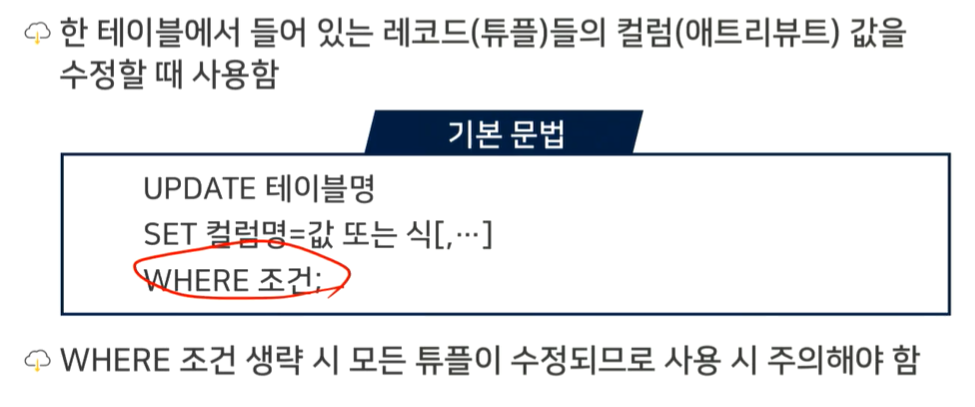 한 테이블에서 들어 있는 레코드(튜플)들의 컬럼(애트리뷰트) 값을
수정할 때 사용함
기본 문법
UPDATE 테이블명
SET 컬럼명=값 또는 식[,…]
WHERE 조건;
WHERE 조건 생략 시 모든 튜플이 수정되므로 사용 시 주의해야 함